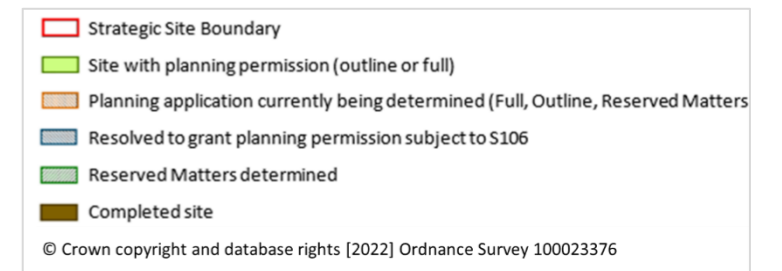 Strategic Site Boundary
Site with planning permission (outline or full)
Planning application currently being determined (Full, Outline, Reserved Matters
Resolved to grant planning permission subject to S106
Reserved Matters determined
Completed site
© Crown copyright and database rights [2022] Ordnance Survey 100023376